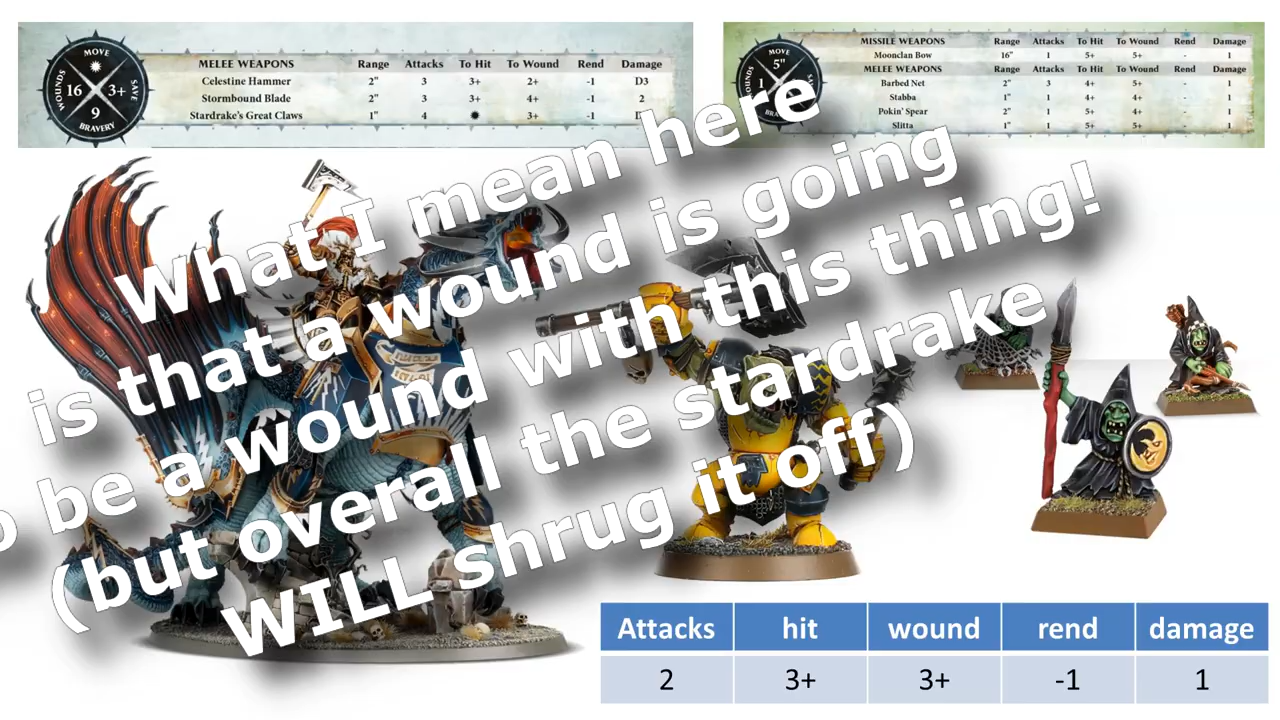 MOVE
WOUNDS 16 3+ SAVE
9
BRAVERY
MELEE WEAPONS Range Attacks To Hit To Wound Rend Damage
Celestine Hammer 2" 3 3+ 2+ -1 D3
Stormbound Blade 2" 3 3+ 4+ -1 2
Stardrake's Great Claws 1" 4 ✹ 3+ -1
MOVE
5"
1
MISSILE WEAPONS Range Attacks To Hit To Wound Rend Damage
Moonclan Bow 16" 1 5+ 5+ - 1
MELEE WEAPONS Range Attacks To Hit To Wound Rend Damage
Barbed Net 2" 3 4+ 5+ - 1
Stabba 1" 1 4+ 4+ - 1
Pokin' Spear 2" 1 5+ 4+ - 1
Slitta 1" 1 5+ 5+ - 1
What I mean here
is that a wound is going
o be a wound with this thing!
(but overall the stardrake
WILL shrug it off)
Attacks hit wound rend damage
2 3+ 3+ -1 1